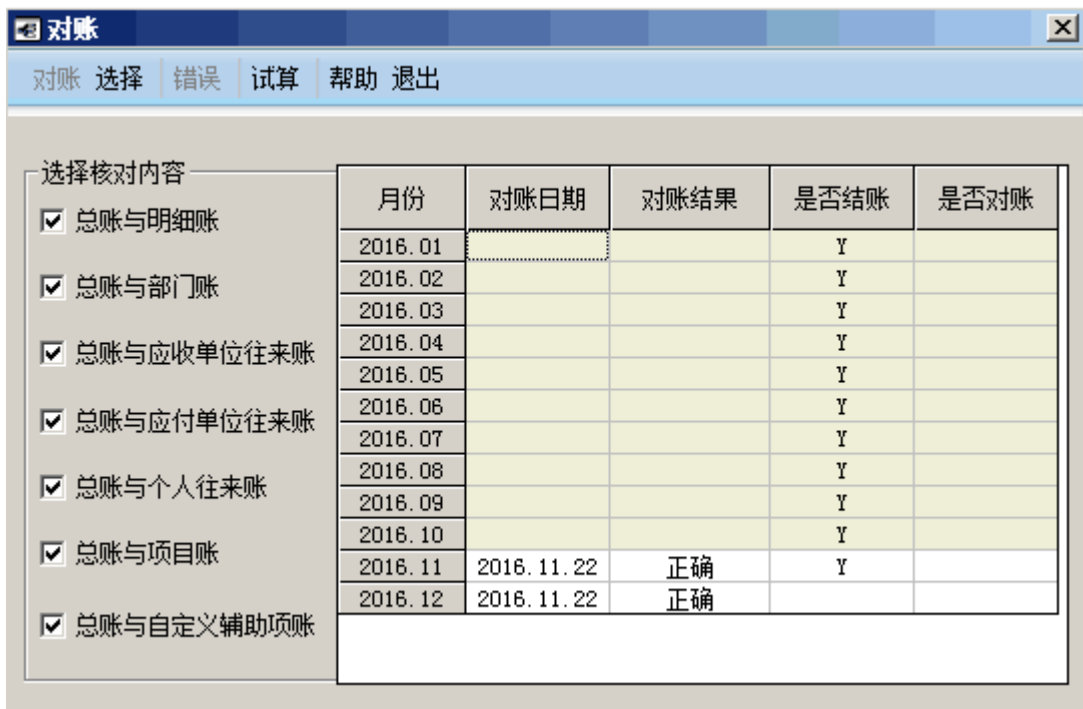 对账
对账 选择 错误 试算 帮助 退出
选择核对内容
总账与明细账
总账与部门账
总账与应收单位往来账
总账与应付单位往来账
总账与个人往来账
总账与项目账
总账与自定义辅助项账
月份 对账日期 对账结果 是否结账 是否对账
2016.01 Y
2016.02 Y
2016.03 Y
2016.04 Y
2016.05 Y
2016.06 Y
2016.07 Y
2016.08 Y
2016.09 Y
2016.10 Y
2016.11 2016.11.22 正确 Y
2016.12 2016.11.22 正确